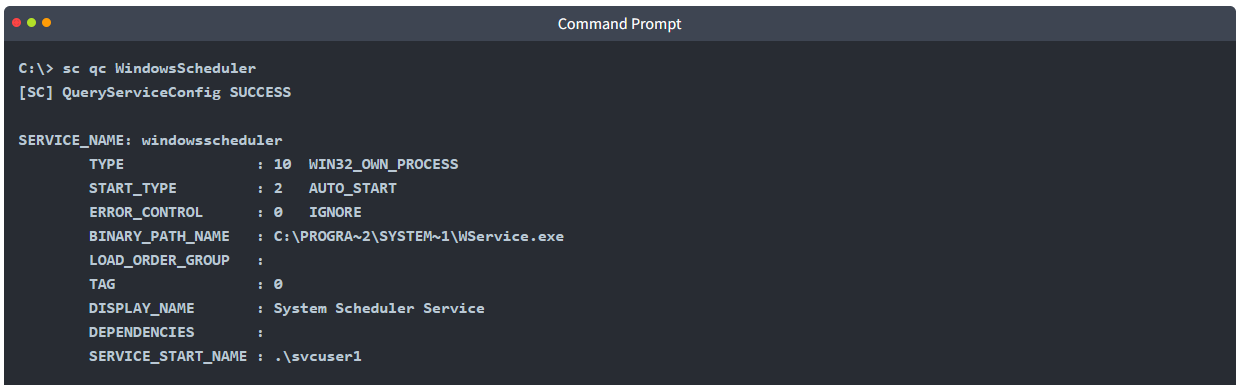 Command Prompt
C:\> sc qc WindowsScheduler
[SC] QueryServiceConfig SUCCESS
SERVICE_NAME: windowsscheduler
        TYPE               : 10  WIN32_OWN_PROCESS
        START_TYPE         : 2   AUTO_START
        ERROR_CONTROL      : 0   IGNORE
        BINARY_PATH_NAME   : C:\PROGRA~2\SYSTEM~1\WService.exe
        LOAD_ORDER_GROUP   :
        TAG                : 0
        DISPLAY_NAME       : System Scheduler Service
        DEPENDENCIES       :
        SERVICE_START_NAME : .\svcuser1